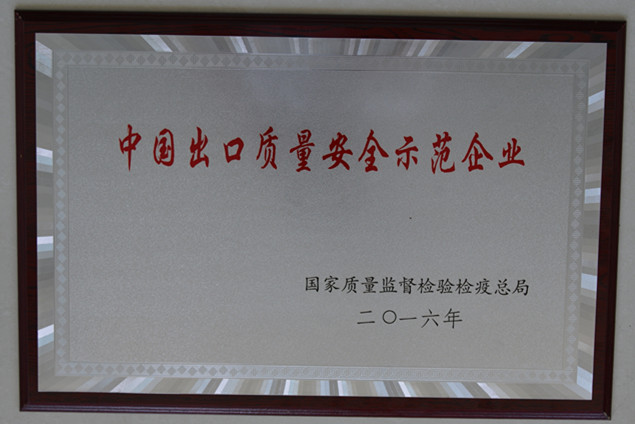 中国出口质量安全示范企业
国家质量监督检验检疫总局
二〇一六年